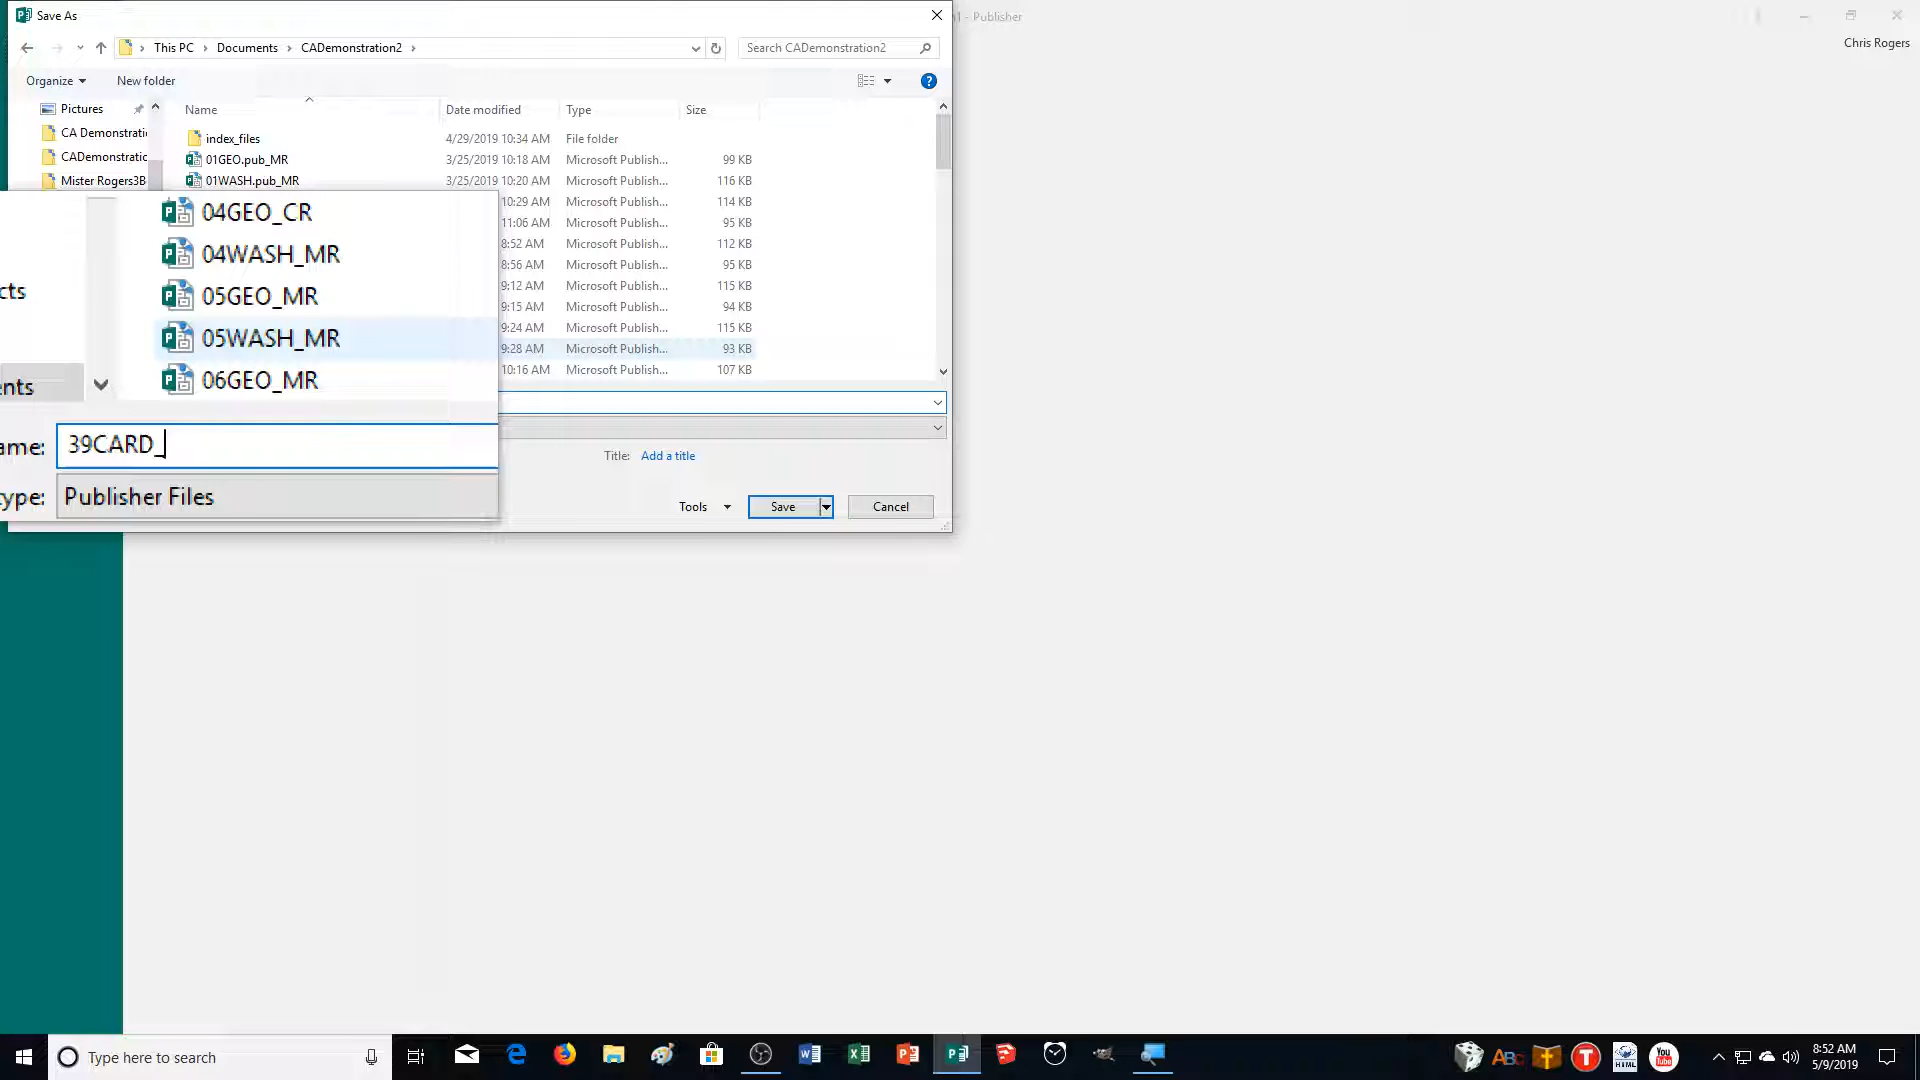 Save As
1 - Publisher
Chris Rogers
This PC
Documents
CADemonstration2
Search CADemonstration2
Organize
New folder
Pictures
CA Demonstratio
CADemonstratio
Mister Rogers3B
Name
Date modified
Type
Size
index_files
4/29/2019 10:34 AM
File folder
01GEO.pub_MR
3/25/2019 10:18 AM
Microsoft Publish...
99 KB
01WASH.pub_MR
3/25/2019 10:20 AM
Microsoft Publish...
116 KB
10:29 AM
Microsoft Publish...
114 KB
11:06 AM
Microsoft Publish...
95 KB
8:52 AM
Microsoft Publish...
112 KB
8:56 AM
Microsoft Publish...
95 KB
9:12 AM
Microsoft Publish...
115 KB
9:15 AM
Microsoft Publish...
94 KB
9:24 AM
Microsoft Publish...
115 KB
9:28 AM
Microsoft Publish...
93 KB
10:16 AM
Microsoft Publish...
107 KB
04GEO_CR
04WASH_MR
05GEO_MR
05WASH_MR
06GEO_MR
cts
ents
ame:
39CARD_
ype:
Publisher Files
Title:
Add a title
Tools
Save
Cancel
Type here to search
ABC
HTML
You
Tube
8:52 AM
5/9/2019